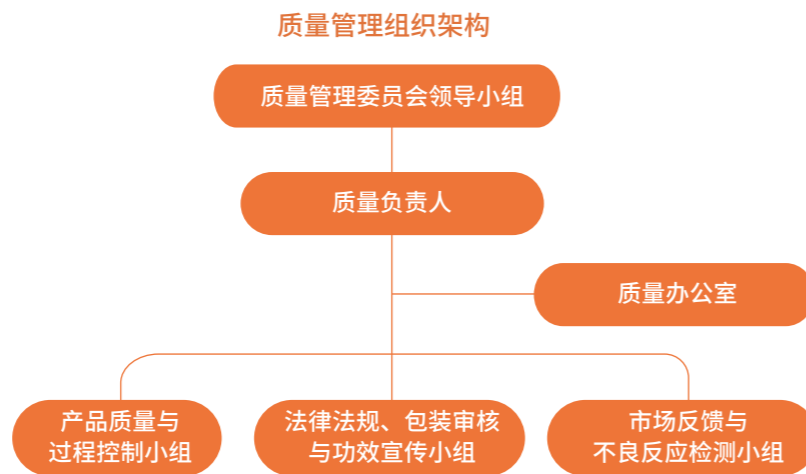 质量管理组织架构
质量管理委员会领导小组
质量负责人
质量办公室
产品质量与
过程控制小组
法律法规、包装审核
与功效宣传小组
市场反馈与
不良反应检测小组